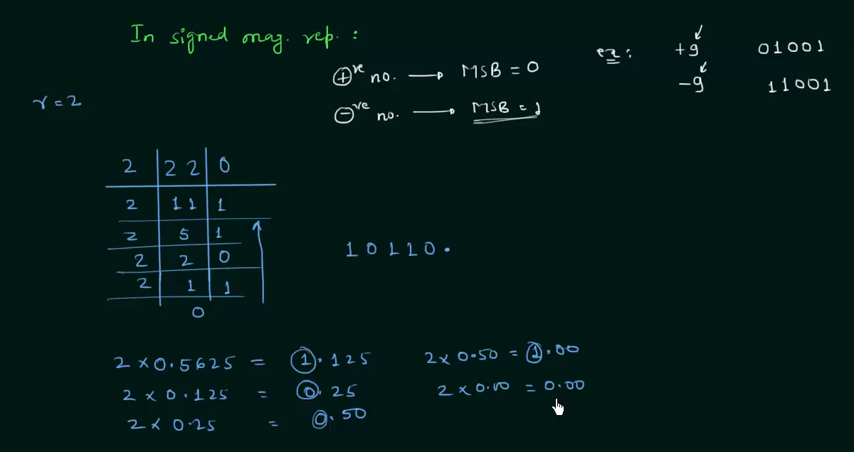 In signed mag. rep. :
⊕ve no. ⟶ MSB = 0
⊖ve no. ⟶ MSB = 1
ex : +9 01001
-9 11001
r = 2
2 | 22 | 0
2 | 11 | 1
2 | 5 | 1
2 | 2 | 0
2 | 1 | 1
0
10110.
2 × 0.5625 = 1.125
2 × 0.125 = 0.25
2 × 0.25 = 0.50
2 × 0.50 = 1.00
2 × 0.00 = 0.00